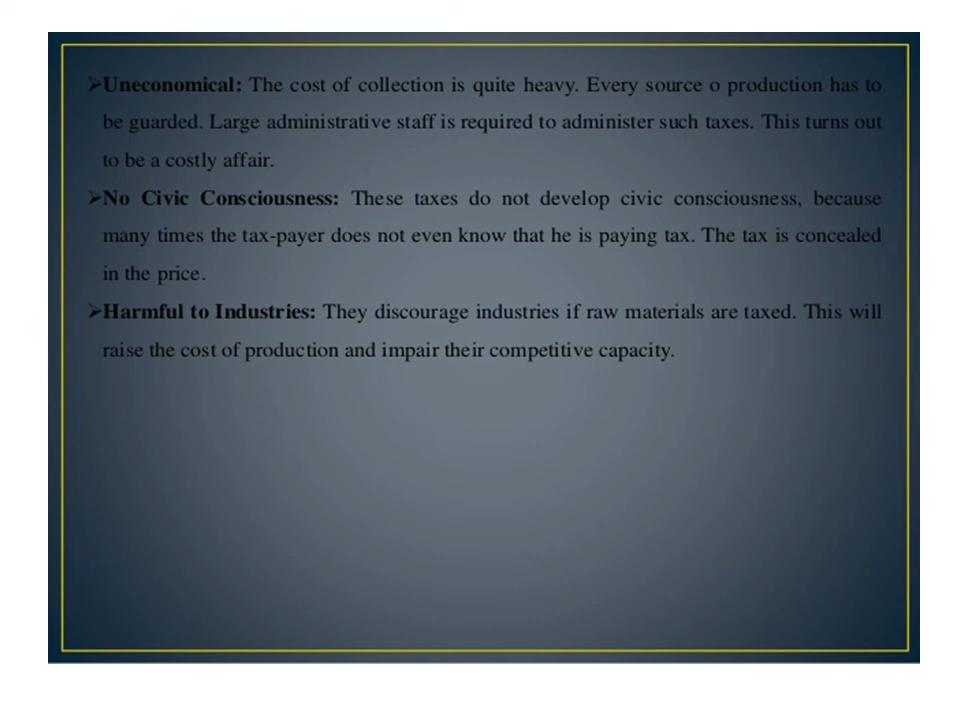 ➢Uneconomical: The cost of collection is quite heavy. Every source o production has to
be guarded. Large administrative staff is required to administer such taxes. This turns out
to be a costly affair.
➢No Civic Consciousness: These taxes do not develop civic consciousness, because
many times the tax-payer does not even know that he is paying tax. The tax is concealed
in the price.
➢Harmful to Industries: They discourage industries if raw materials are taxed. This will
raise the cost of production and impair their competitive capacity.